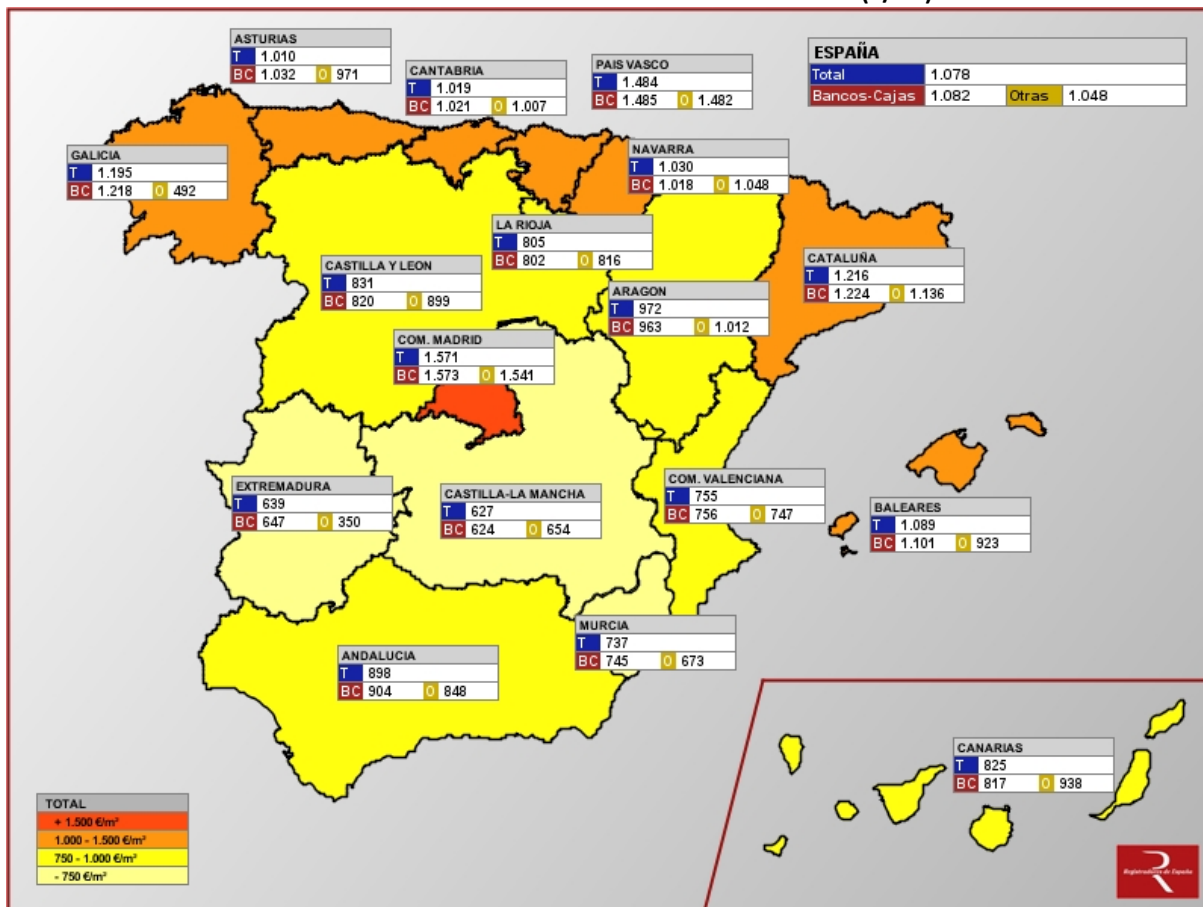 ASTURIAS
T 1.010
BC 1.032 O 971
CANTABRIA
T 1.019
BC 1.021 O 1.007
PAIS VASCO
T 1.484
BC 1.485 O 1.482
ESPAÑA
Total 1.078
Bancos-Cajas 1.082 Otras 1.048
GALICIA
T 1.195
BC 1.218 O 492
NAVARRA
T 1.030
BC 1.018 O 1.048
LA RIOJA
T 805
BC 802 O 816
CASTILLA Y LEON
T 831
BC 820 O 899
CATALUÑA
T 1.216
BC 1.224 O 1.136
ARAGON
T 972
BC 963 O 1.012
COM. MADRID
T 1.571
BC 1.573 O 1.541
EXTREMADURA
T 639
BC 647 O 350
CASTILLA-LA MANCHA
T 627
BC 624 O 654
COM. VALENCIANA
T 755
BC 756 O 747
BALEARES
T 1.089
BC 1.101 O 923
MURCIA
T 737
BC 745 O 673
ANDALUCIA
T 898
BC 904 O 848
CANARIAS
T 825
BC 817 O 938
TOTAL
+ 1.500 €/m²
1.000 - 1.500 €/m²
750 - 1.000 €/m²
- 750 €/m²
R
Registradores de España